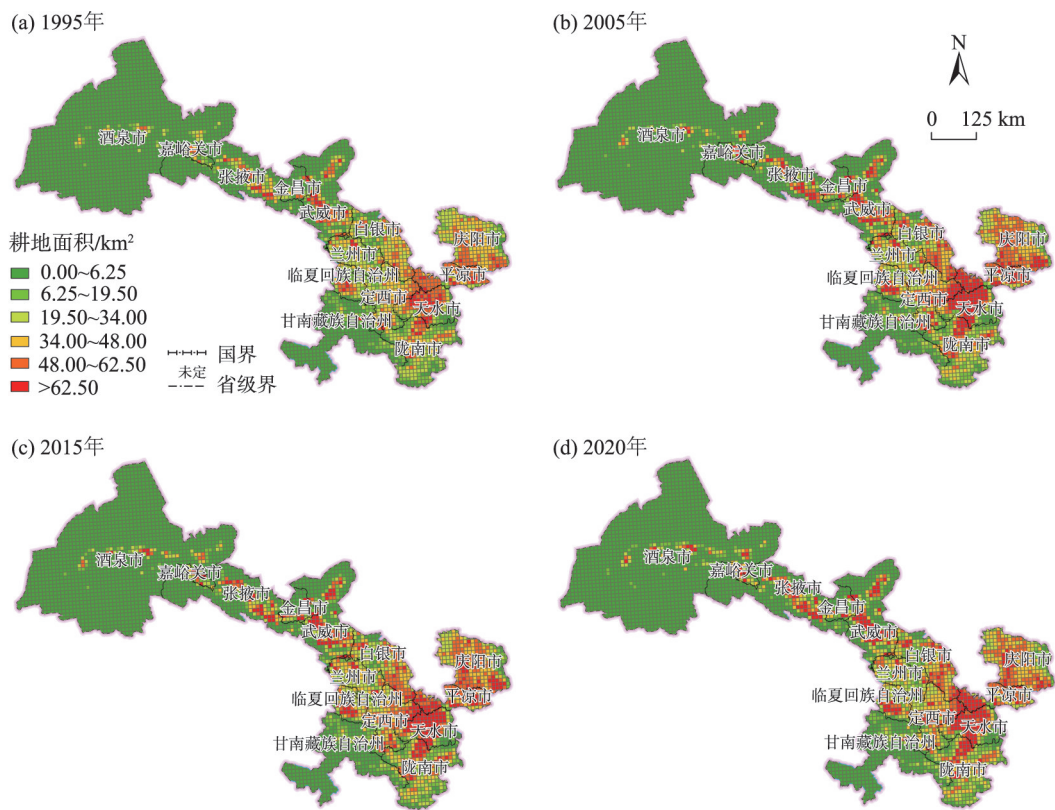 (a) 1995年
酒泉市
嘉峪关市
张掖市
金昌市
武威市
白银市
兰州市
庆阳市
平凉市
临夏回族自治州
定西市
天水市
甘南藏族自治州
陇南市
耕地面积/km²
0.00~6.25
6.25~19.50
19.50~34.00
34.00~48.00
48.00~62.50
>62.50
国界
未定
省级界
(b) 2005年
N
0 125 km
酒泉市
嘉峪关市
张掖市
金昌市
武威市
白银市
兰州市
庆阳市
平凉市
临夏回族自治州
定西市
天水市
甘南藏族自治州
陇南市
(c) 2015年
酒泉市
嘉峪关市
张掖市
金昌市
武威市
白银市
兰州市
庆阳市
平凉市
临夏回族自治州
定西市
天水市
甘南藏族自治州
陇南市
(d) 2020年
酒泉市
嘉峪关市
张掖市
金昌市
武威市
白银市
兰州市
庆阳市
平凉市
临夏回族自治州
定西市
天水市
甘南藏族自治州
陇南市